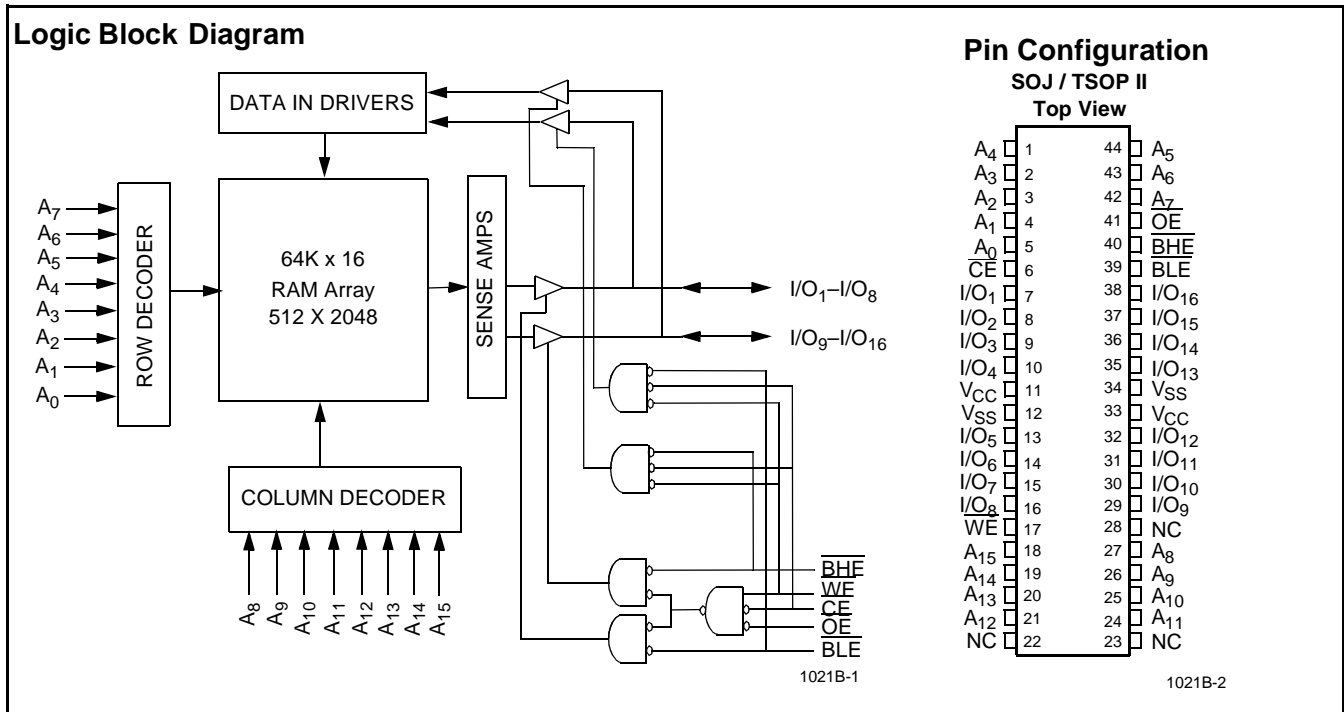 Logic Block Diagram
DATA IN DRIVERS
A7
A6
A5
A4
A3
A2
A1
A0
ROW DECODER
64K x 16
RAM Array
512 X 2048
SENSE AMPS
I/O1–I/O8
I/O9–I/O16
COLUMN DECODER
A8
A9
A10
A11
A12
A13
A14
A15
BHE
WE
CE
OE
BLE
1021B-1
Pin Configuration
SOJ / TSOP II
Top View
A4 1 44 A5
A3 2 43 A6
A2 3 42 A7
A1 4 41 OE
A0 5 40 BHE
CE 6 39 BLE
I/O1 7 38 I/O16
I/O2 8 37 I/O15
I/O3 9 36 I/O14
I/O4 10 35 I/O13
VCC 11 34 VSS
VSS 12 33 VCC
I/O5 13 32 I/O12
I/O6 14 31 I/O11
I/O7 15 30 I/O10
I/O8 16 29 I/O9
WE 17 28 NC
A15 18 27 A8
A14 19 26 A9
A13 20 25 A10
A12 21 24 A11
NC 22 23 NC
1021B-2